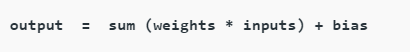 output  =  sum (weights * inputs) + bias